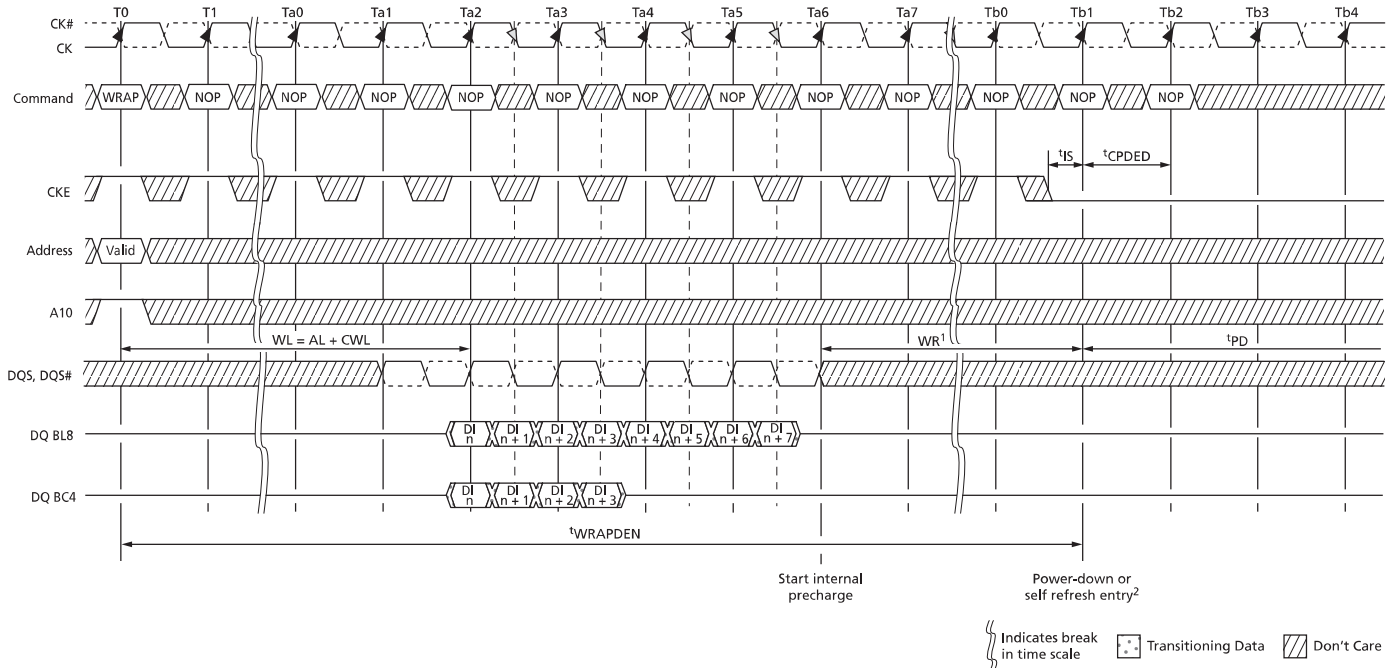 T0 T1 Ta0 Ta1 Ta2 Ta3 Ta4 Ta5 Ta6 Ta7 Tb0 Tb1 Tb2 Tb3 Tb4
CK#
CK
Command WRAP NOP NOP NOP NOP NOP NOP NOP NOP NOP NOP NOP NOP
tIS tCPDED
CKE
Address Valid
A10
WL = AL + CWL WR1 tPD
DQS, DQS#
DQ BL8 DI n DI n + 1 DI n + 2 DI n + 3 DI n + 4 DI n + 5 DI n + 6 DI n + 7
DQ BC4 DI n DI n + 1 DI n + 2 DI n + 3
tWRAPDEN
Start internal
precharge
Power-down or
self refresh entry2
Indicates break
in time scale
Transitioning Data
Don't Care